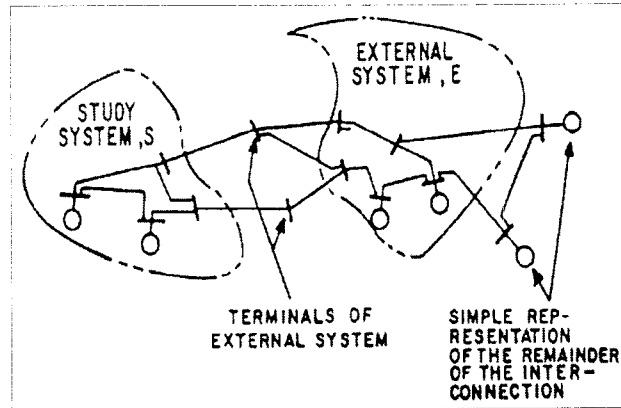 STUDY
SYSTEM,S
EXTERNAL
SYSTEM,E
TERMINALS OF
EXTERNAL SYSTEM
SIMPLE REP-
RESENTATION
OF THE REMAINDER
OF THE INTER-
CONNECTION